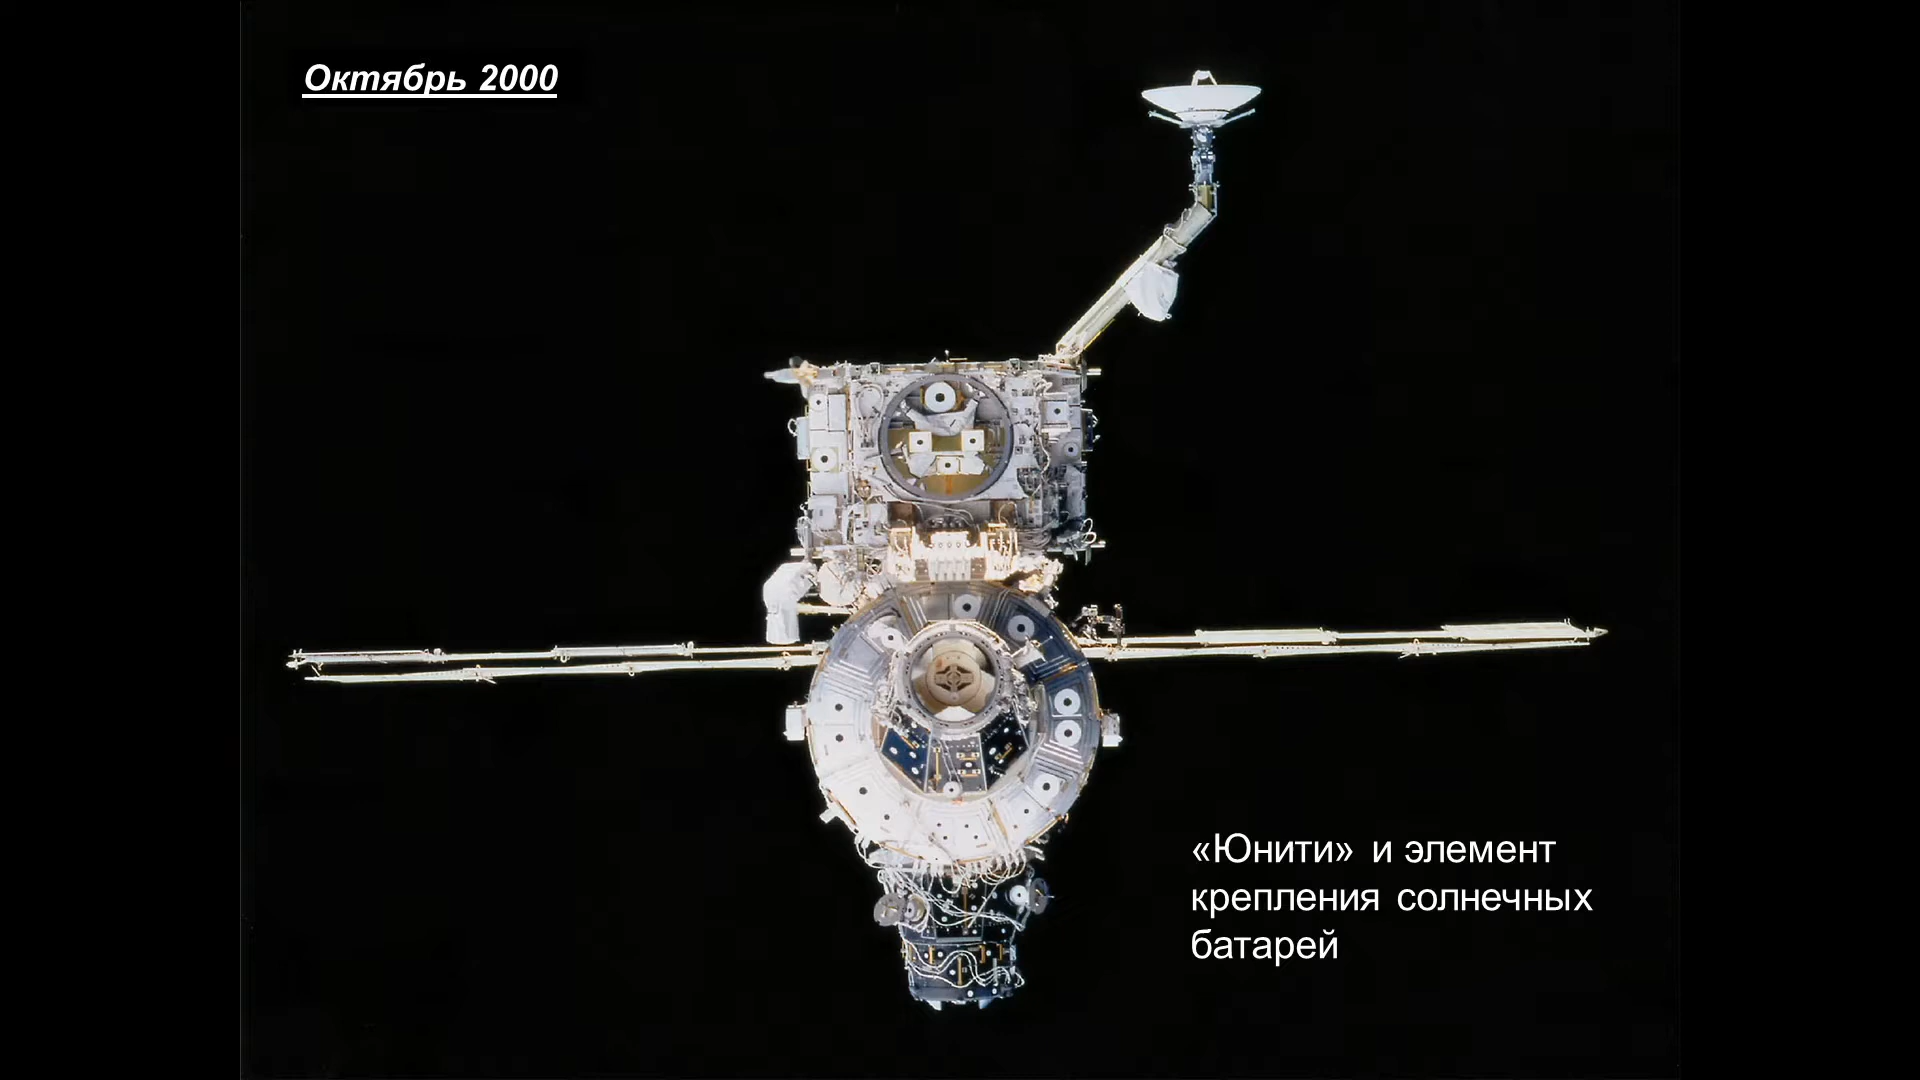 Октябрь 2000
«Юнити» и элемент
крепления солнечных
батарей